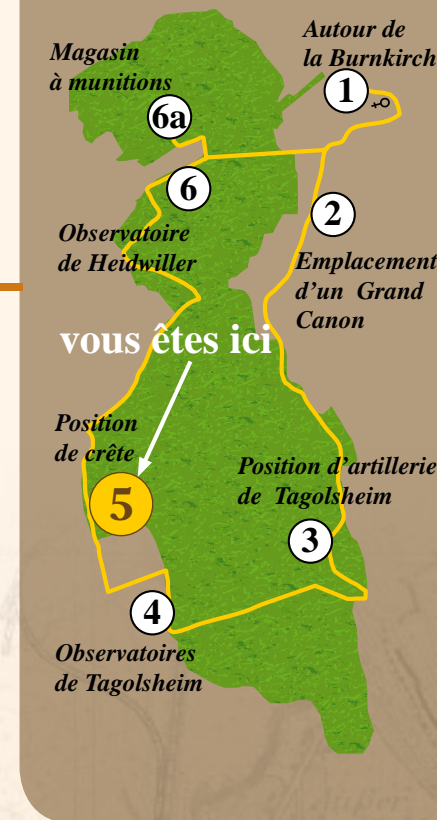 Autour de
la Burnkirch
1
Magasin
à munitions
6a
6
2
Observatoire
de Heidwiller
Emplacement
d'un Grand
Canon
vous êtes ici
Position
de crête
5
Position d'artillerie
de Tagolsheim
3
4
Observatoires
de Tagolsheim